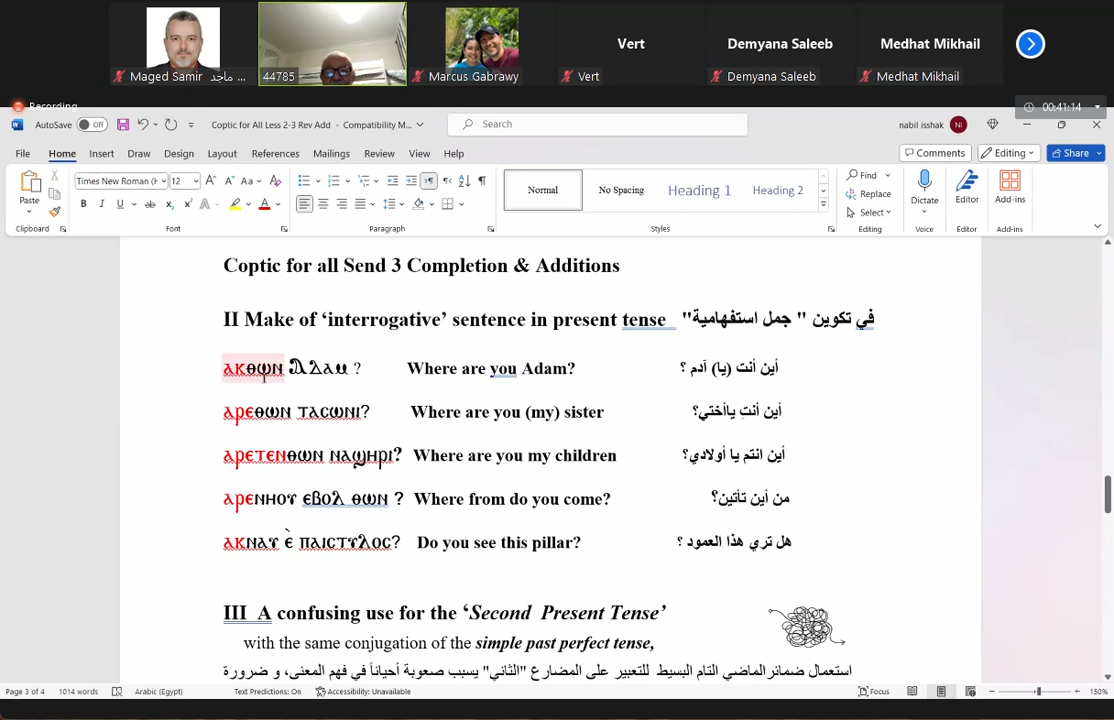 Vert Demyana Saleeb Medhat Mikhail
Maged Samir ماجد ... 44785 Marcus Gabrawy Vert Demyana Saleeb Medhat Mikhail
Recording 00:41:14
AutoSave Off Coptic for All Less 2-3 Rev Add - Compatibility M... Search nabil isshak NI
File Home Insert Draw Design Layout References Mailings Review View Help Comments Editing Share
Paste Times New Roman (H 12 Normal No Spacing Heading 1 Heading 2 Find Replace Select Dictate Editor Add-ins
Clipboard Font Paragraph Styles Editing Voice Editor Add-ins
Coptic for all Send 3 Completion & Additions
II Make of ‘interrogative’ sentence in present tense في تكوين " جمل استفهامية"
ⲁⲕⲑⲱⲛ Ⲁⲇⲁⲙ ? Where are you Adam? أين أنت (يا) آدم ؟
ⲁⲣⲉⲑⲱⲛ ⲧⲁⲥⲱⲛⲓ? Where are you (my) sister أين أنتِ ياأختي؟
ⲁⲣⲉⲧⲉⲛⲑⲱⲛ ⲛⲁϣⲏⲣⲓ? Where are you my children أين انتم يا أولادي؟
ⲁⲣⲉⲛⲏⲟⲩ ⲉⲃⲟⲗ ⲑⲱⲛ ? Where from do you come? من أين تأتين؟
ⲁⲕⲛⲁⲩ ⲉ̀ ⲡⲁⲓⲥⲧⲩⲗⲟⲥ? Do you see this pillar? هل تري هذا العمود ؟
III A confusing use for the ‘Second Present Tense’
with the same conjugation of the simple past perfect tense,
استعمال ضمائر الماضي التام البسيط للتعبير على المضارع "الثاني" يسبب صعوبة أحياناً في فهم المعنى، و ضرورة
Page 3 of 4 1014 words Arabic (Egypt) Text Predictions: On Accessibility: Unavailable Focus 150%